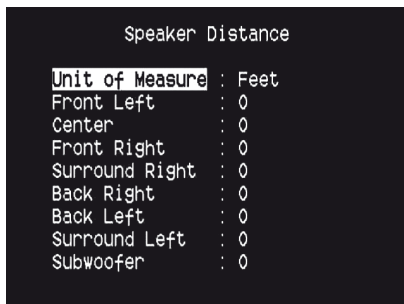 Speaker Distance
Unit of Measure : Feet
Front Left : 0
Center : 0
Front Right : 0
Surround Right : 0
Back Right : 0
Back Left : 0
Surround Left : 0
Subwoofer : 0